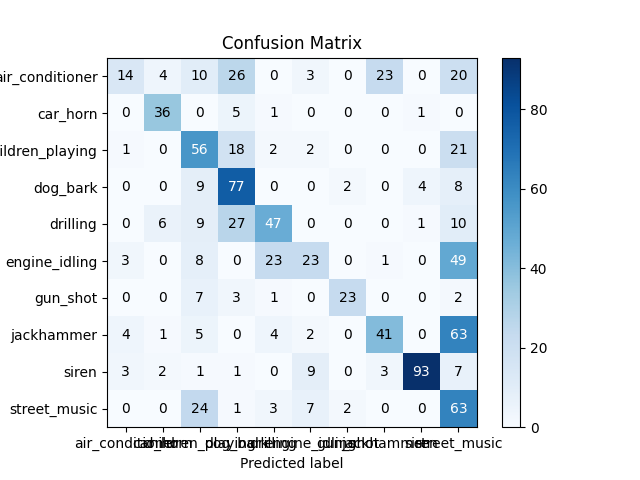 Confusion Matrix
air_conditioner 14 4 10 26 0 3 0 23 0 20
car_horn 0 36 0 5 1 0 0 0 1 0
ildren_playing 1 0 56 18 2 2 0 0 0 21
dog_bark 0 0 9 77 0 0 2 0 4 8
drilling 0 6 9 27 47 0 0 0 1 10
engine_idling 3 0 8 0 23 23 0 1 0 49
gun_shot 0 0 7 3 1 0 23 0 0 2
jackhammer 4 1 5 0 4 2 0 41 0 63
siren 3 2 1 1 0 9 0 3 93 7
street_music 0 0 24 1 3 7 2 0 0 63
80
60
40
20
0
street_music
Predicted label